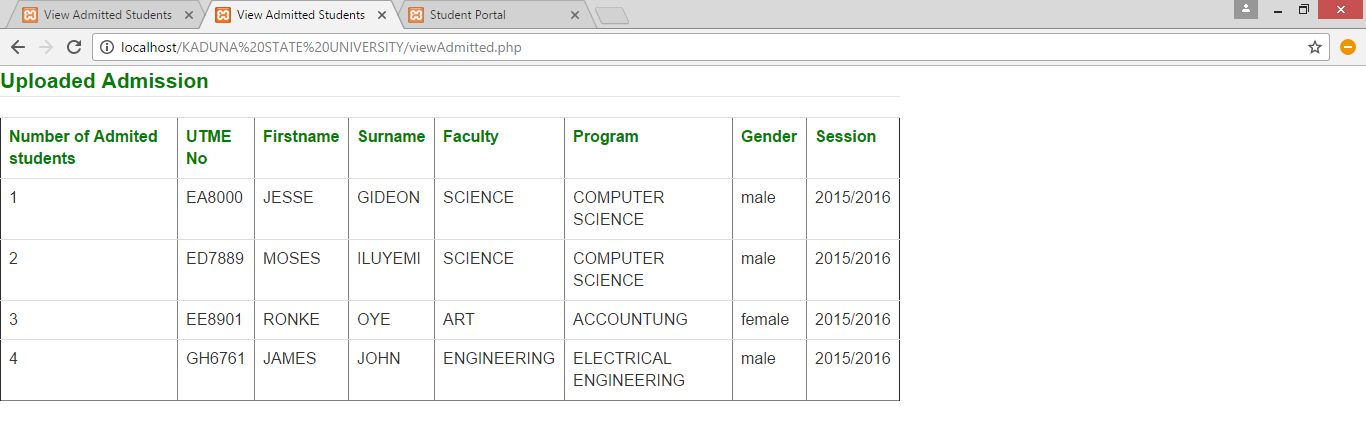 View Admitted Students
View Admitted Students
Student Portal
localhost/KADUNA%20STATE%20UNIVERSITY/viewAdmitted.php
Uploaded Admission
Number of Admited students UTME No Firstname Surname Faculty Program Gender Session
1 EA8000 JESSE GIDEON SCIENCE COMPUTER SCIENCE male 2015/2016
2 ED7889 MOSES ILUYEMI SCIENCE COMPUTER SCIENCE male 2015/2016
3 EE8901 RONKE OYE ART ACCOUNTUNG female 2015/2016
4 GH6761 JAMES JOHN ENGINEERING ELECTRICAL ENGINEERING male 2015/2016